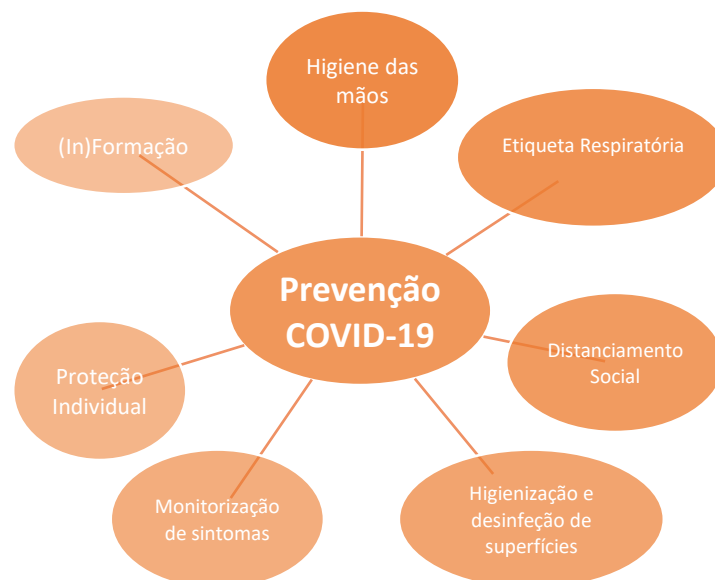 Higiene das
mãos
Etiqueta Respiratória
(In)Formação
Prevenção
COVID-19
Distanciamento
Social
Proteção
Individual
Monitorização
de sintomas
Higienização e
desinfeção de
superfícies